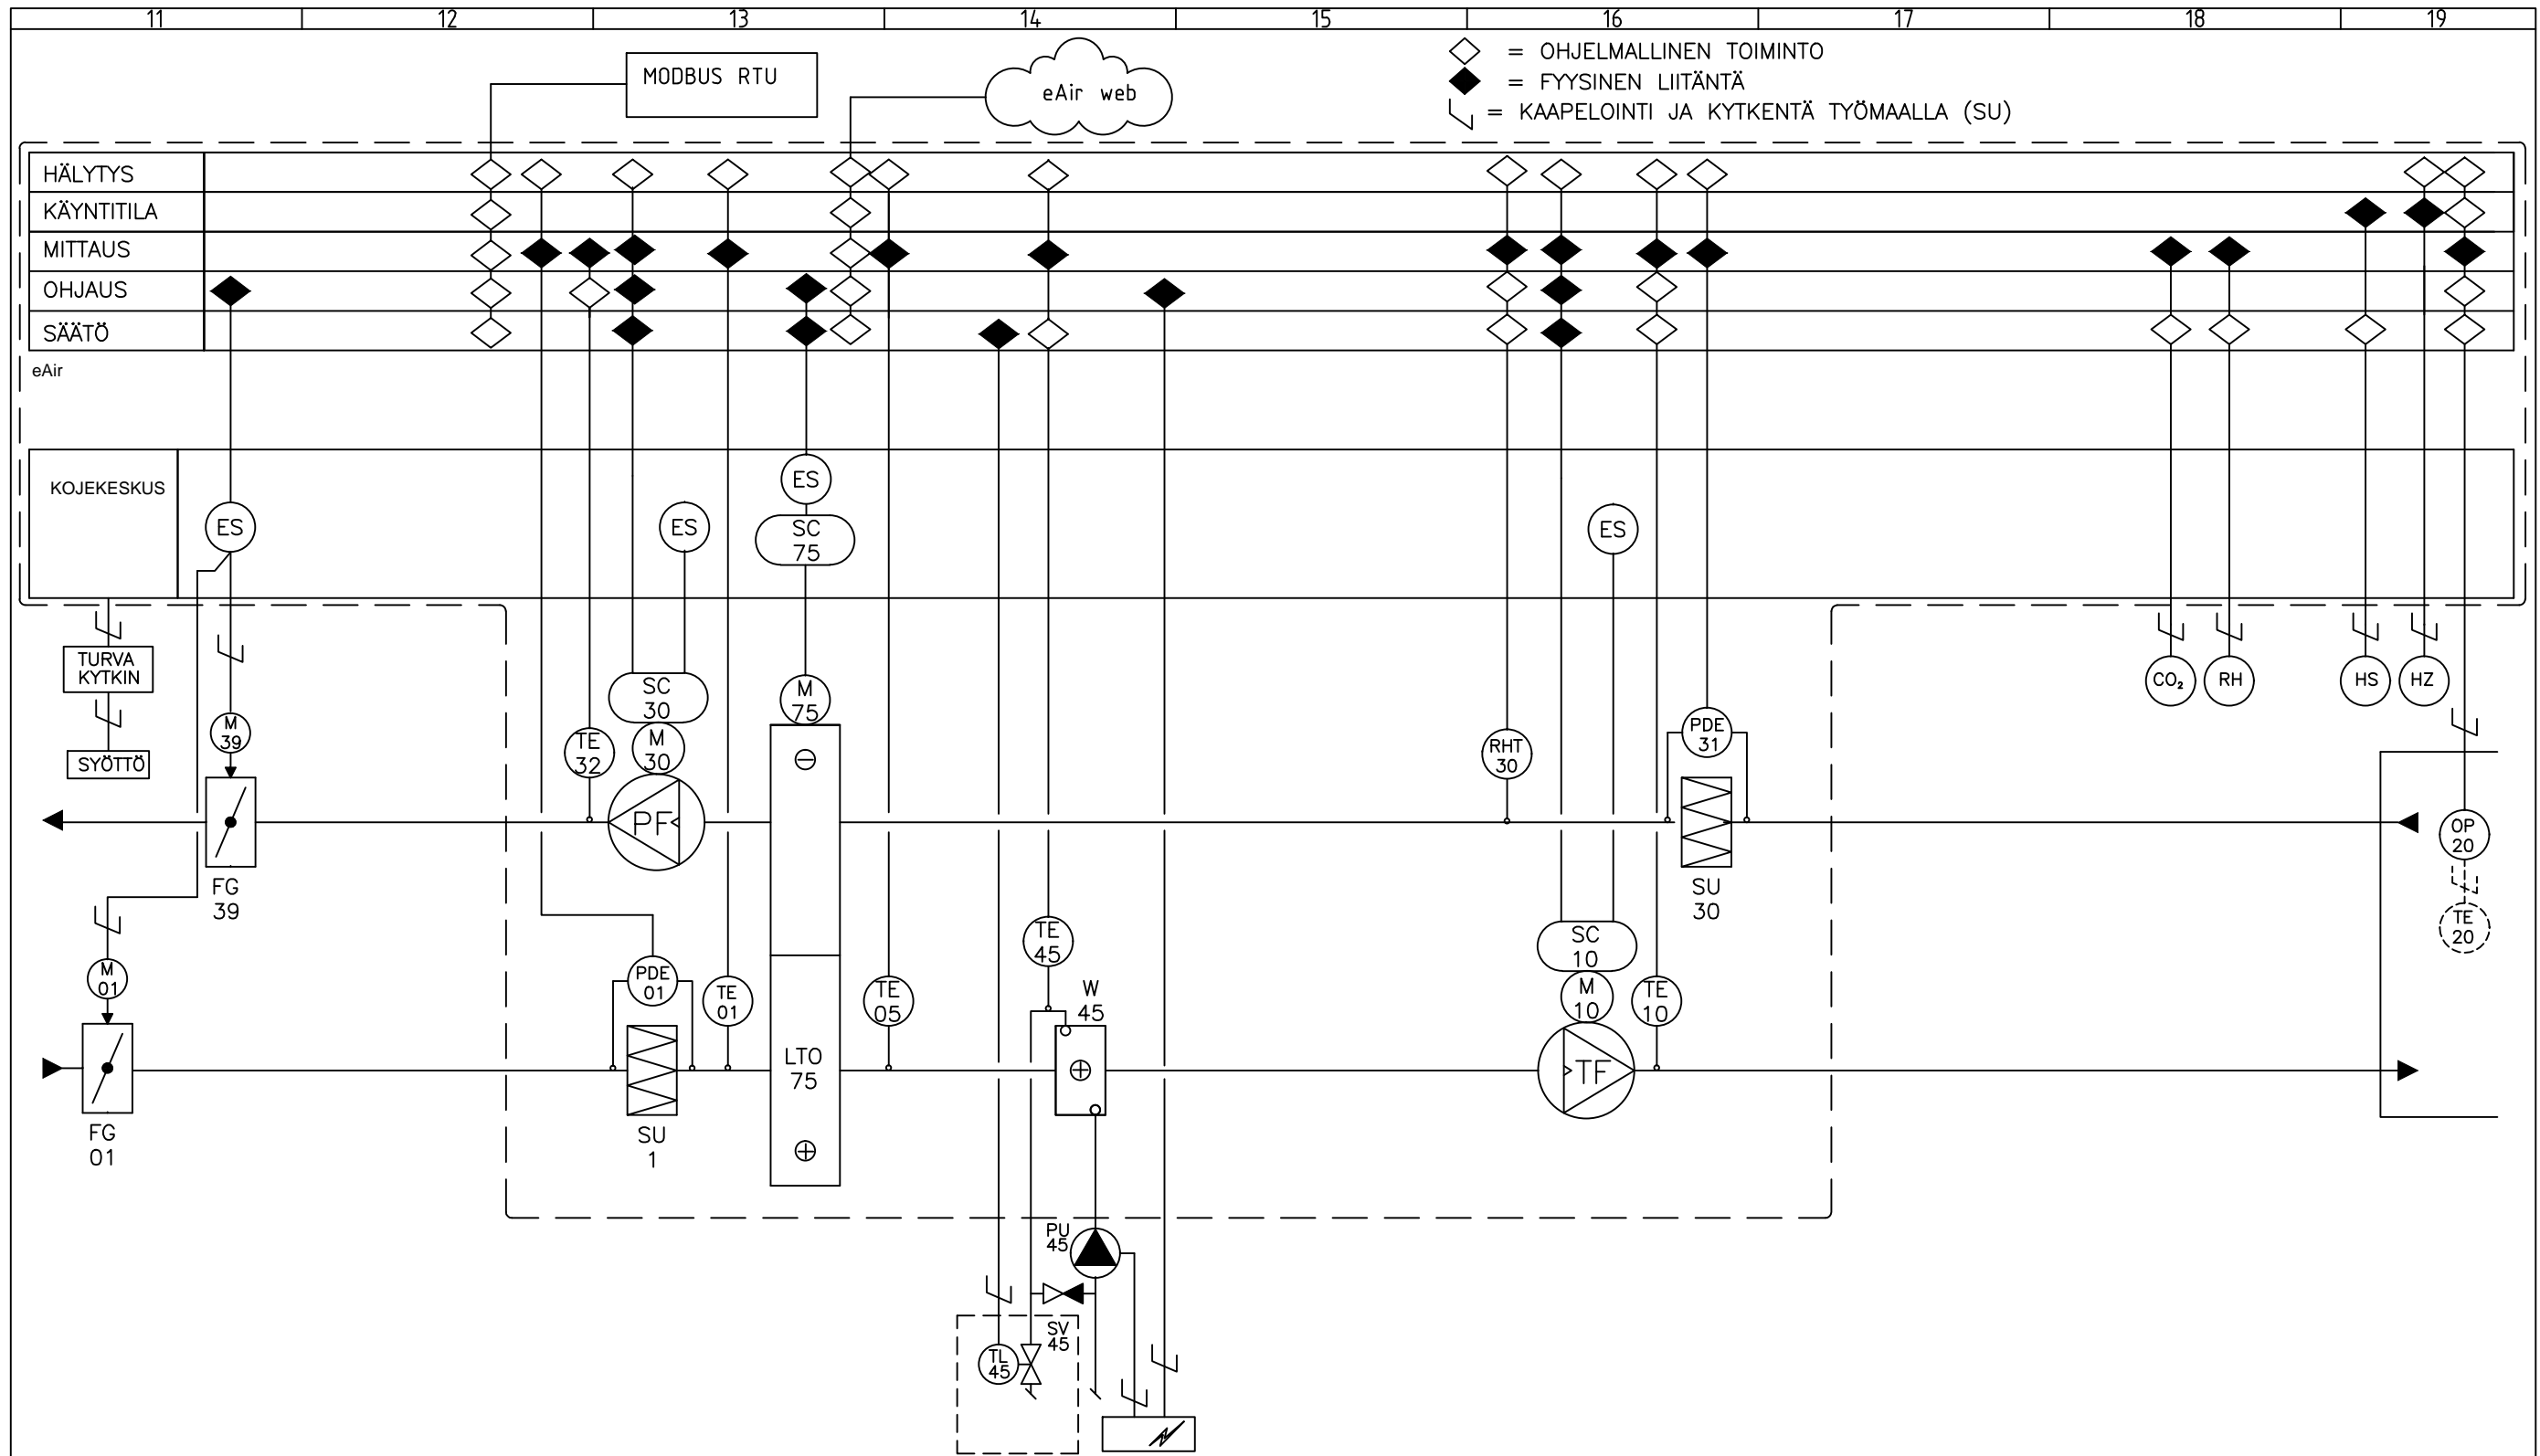 11 12 13 14 15 16 17 18 19
MODBUS RTU
eAir web
= OHJELMALLINEN TOIMINTO
= FYYSINEN LIITÄNTÄ
= KAAPELOINTI JA KYTKENTÄ TYÖMAALLA (SU)
HÄLYTYS
KÄYNTITILA
MITTAUS
OHJAUS
SÄÄTÖ
eAir
KOJEKESKUS
ES
ES
ES
SC
75
ES
TURVA
KYTKIN
SYÖTTÖ
M
39
TE
32
SC
30
M
30
M
75
RHT
30
PDE
31
CO₂
RH
HS
HZ
PF
FG
39
SU
30
OP
20
TE
20
M
01
PDE
01
TE
01
TE
05
TE
45
W
45
SC
10
M
10
TE
10
LTO
75
TF
FG
01
SU
1
PU
45
SV
45
TL
45